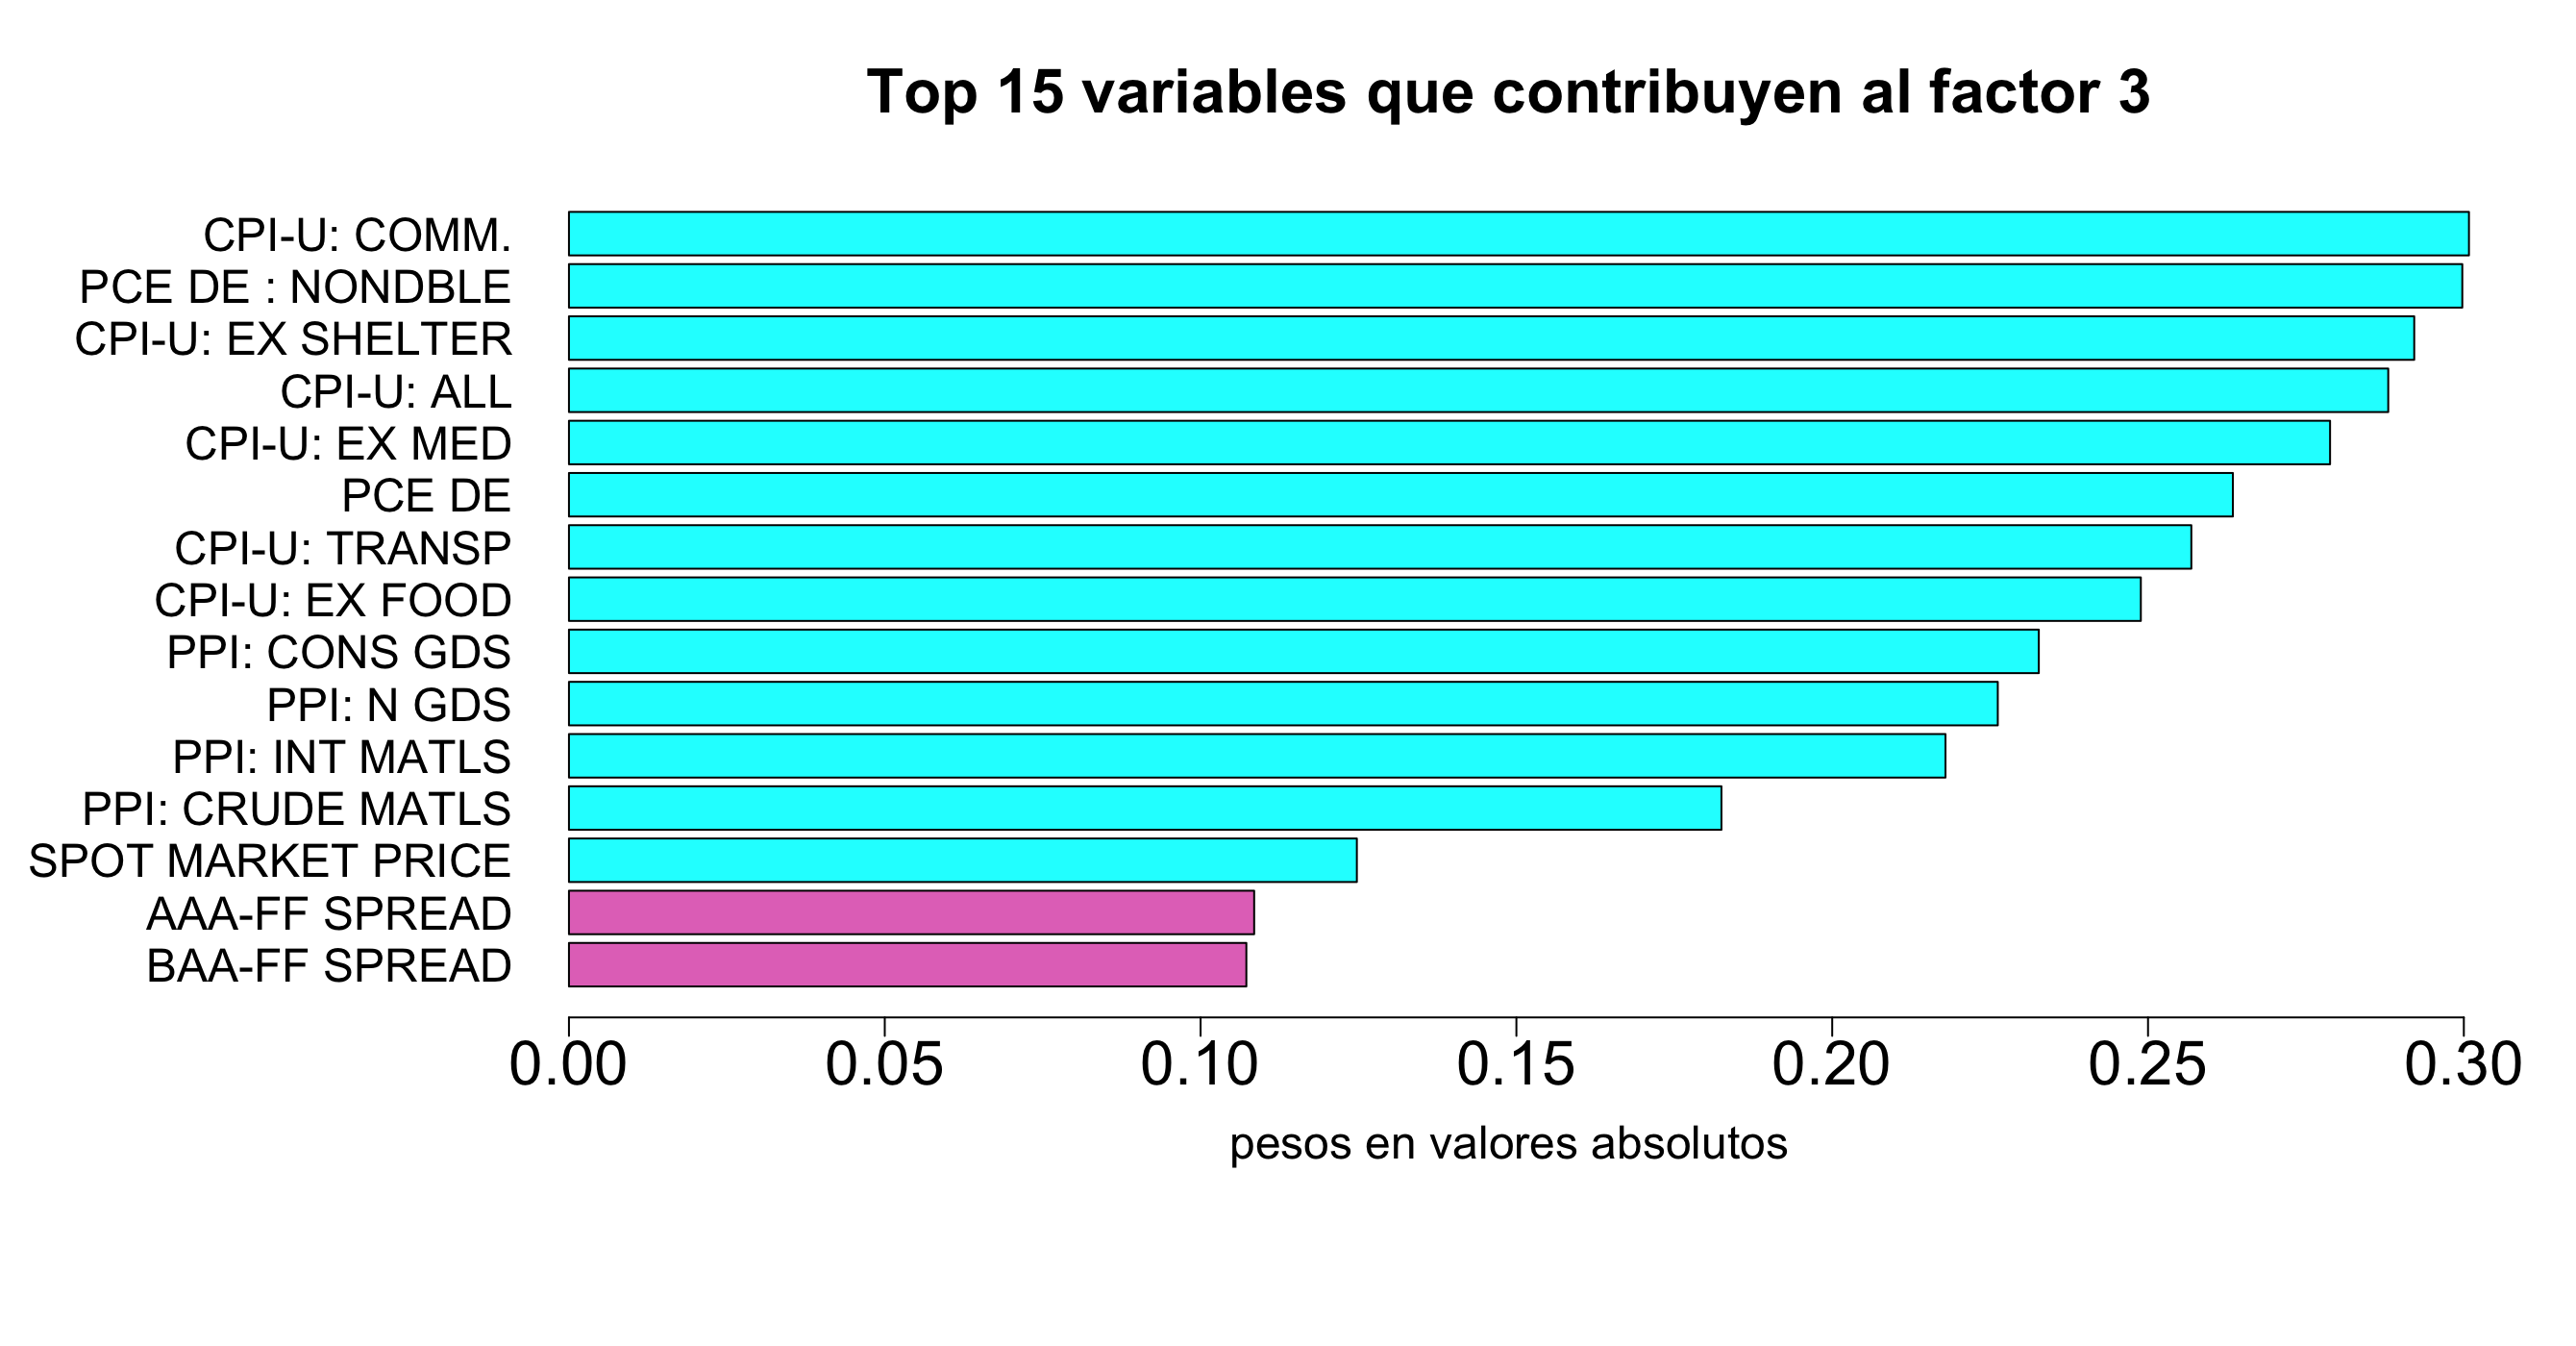 Top 15 variables que contribuyen al factor 3
CPI-U: COMM.
PCE DE : NONDBLE
CPI-U: EX SHELTER
CPI-U: ALL
CPI-U: EX MED
PCE DE
CPI-U: TRANSP
CPI-U: EX FOOD
PPI: CONS GDS
PPI: N GDS
PPI: INT MATLS
PPI: CRUDE MATLS
SPOT MARKET PRICE
AAA-FF SPREAD
BAA-FF SPREAD
0.00 0.05 0.10 0.15 0.20 0.25 0.30
pesos en valores absolutos